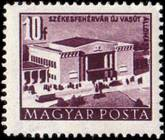 10f
SZÉKESFEHÉRVÁR ÚJ VASÚT
ÁLLOMÁS
MAGYAR POSTA